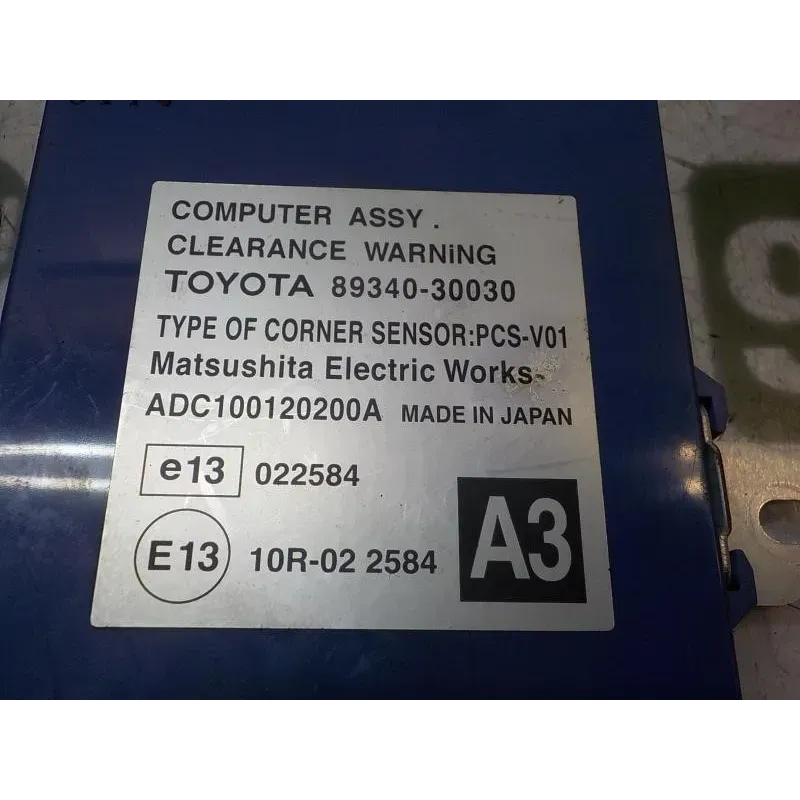 COMPUTER ASSY.
CLEARANCE WARNiNG
TOYOTA 89340-30030
TYPE OF CORNER SENSOR:PCS-V01
Matsushita Electric Works
ADC100120200A MADE IN JAPAN
e13 022584
E13 10R-02 2584
A3